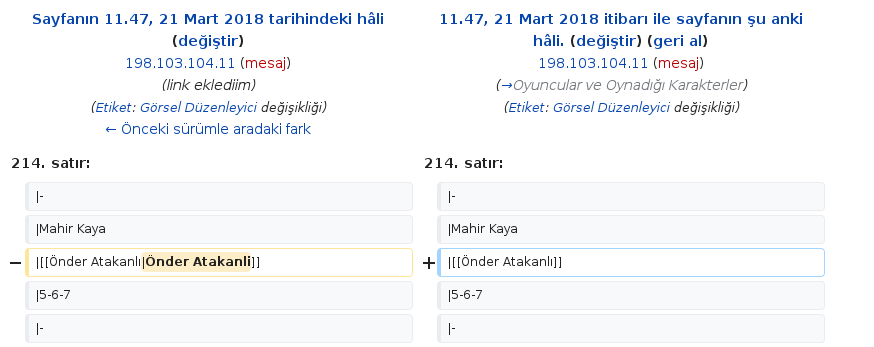 Sayfanın 11.47, 21 Mart 2018 tarihindeki hâli
(değiştir)
198.103.104.11 (mesaj)
(link eklediim)
(Etiket: Görsel Düzenleyici değişikliği)
← Önceki sürümle aradaki fark
11.47, 21 Mart 2018 itibarı ile sayfanın şu anki
hâli. (değiştir) (geri al)
198.103.104.11 (mesaj)
(→Oyuncular ve Oynadığı Karakterler)
(Etiket: Görsel Düzenleyici değişikliği)
214. satır:
214. satır:
|-
|-
|Mahir Kaya
|Mahir Kaya
− |[[Önder Atakanlı|Önder Atakanli]]
+ |[[Önder Atakanlı]]
|5-6-7
|5-6-7
|-
|-